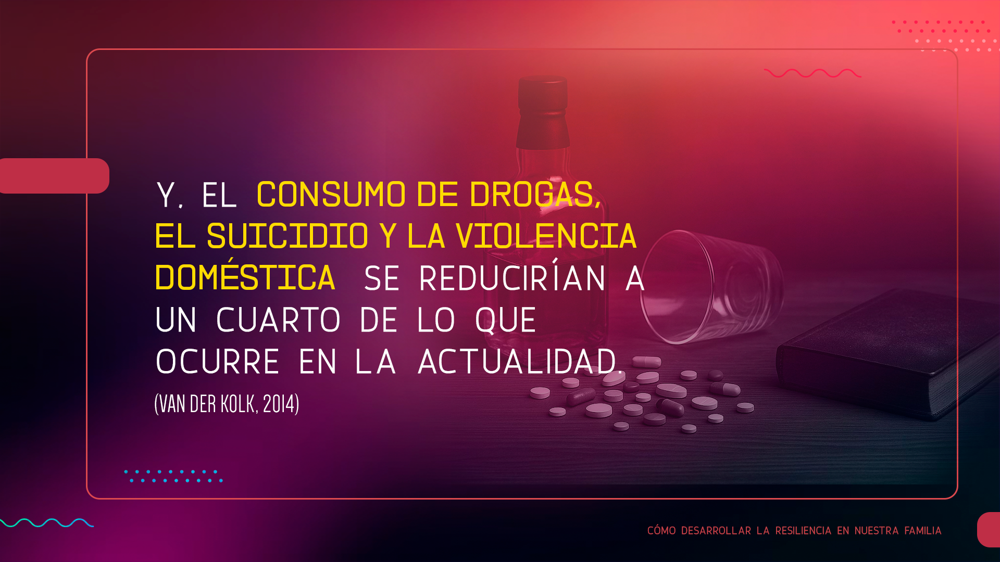 Y, EL CONSUMO DE DROGAS,
EL SUICIDIO Y LA VIOLENCIA
DOMÉSTICA SE REDUCIRÍAN A
UN CUARTO DE LO QUE
OCURRE EN LA ACTUALIDAD.
(VAN DER KOLK, 2014)
CÓMO DESARROLLAR LA RESILIENCIA EN NUESTRA FAMILIA